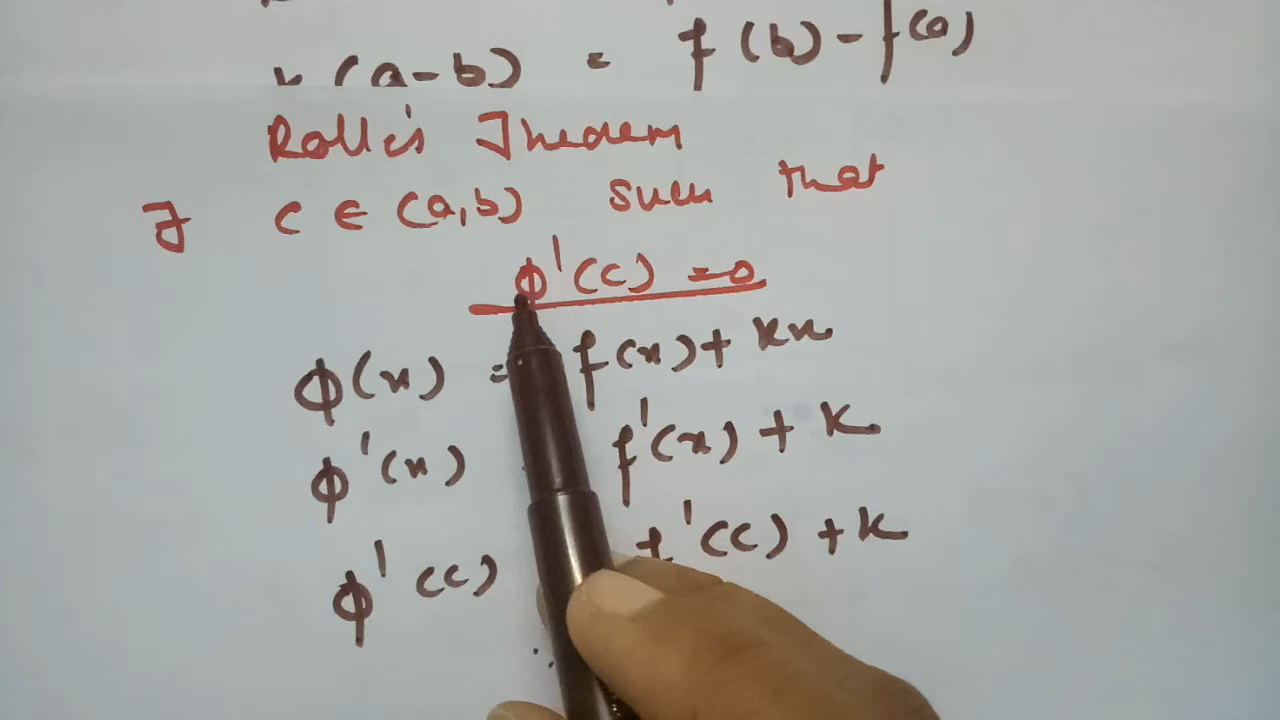 k(a-b) = f(b)-f(a)
Rolle's Theorem
∃ c ∈ (a,b) such that
ϕ'(c) = 0
ϕ(x) = f(x) + kx
ϕ'(x) f'(x) + k
ϕ'(c) f'(c) + k